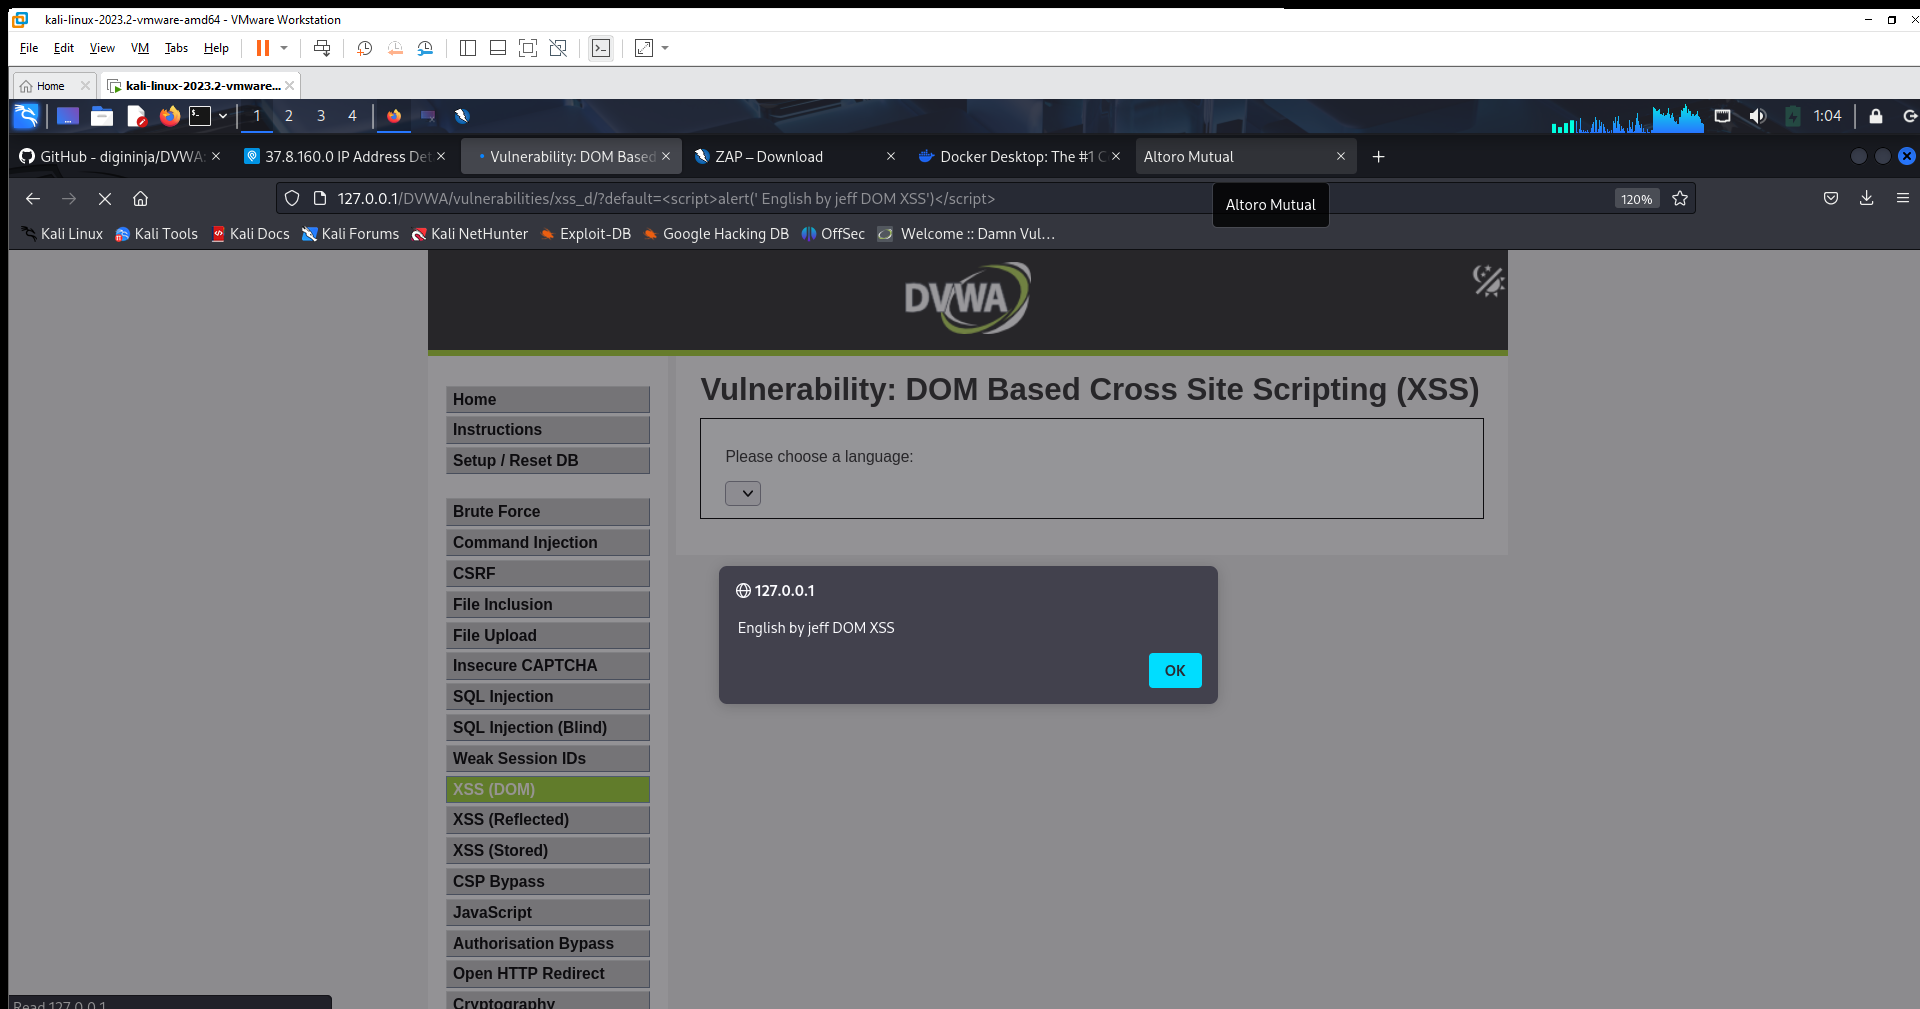 kali-linux-2023.2-vmware-amd64 - VMware Workstation
File Edit View VM Tabs Help
Home kali-linux-2023.2-vmware...
1 2 3 4 1:04
GitHub - digininja/DVWA: 37.8.160.0 IP Address Det Vulnerability: DOM Based ZAP – Download Docker Desktop: The #1 C Altoro Mutual
127.0.0.1/DVWA/vulnerabilities/xss_d/?default=<script>alert(' English by jeff DOM XSS')</script> 120%
Altoro Mutual
Kali Linux Kali Tools Kali Docs Kali Forums Kali NetHunter Exploit-DB Google Hacking DB OffSec Welcome :: Damn Vul...
DVWA
Vulnerability: DOM Based Cross Site Scripting (XSS)
Please choose a language:
Home
Instructions
Setup / Reset DB
Brute Force
Command Injection
CSRF
File Inclusion
File Upload
Insecure CAPTCHA
SQL Injection
SQL Injection (Blind)
Weak Session IDs
XSS (DOM)
XSS (Reflected)
XSS (Stored)
CSP Bypass
JavaScript
Authorisation Bypass
Open HTTP Redirect
Cryptography
127.0.0.1
English by jeff DOM XSS
OK
Read 127.0.0.1